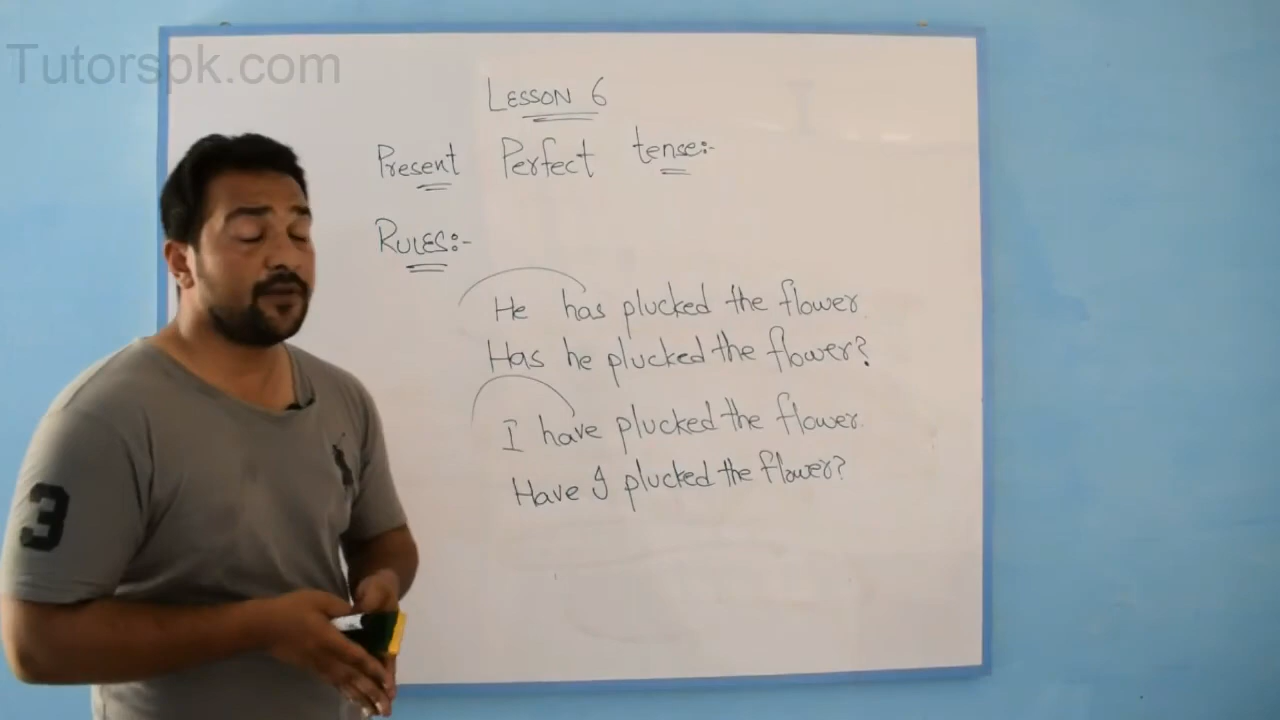 Tutorspk.com
LESSON 6
Present Perfect tense:-
RULES:-
He has plucked the flower.
Has he plucked the flower?
I have plucked the flower.
Have I plucked the flower?
3